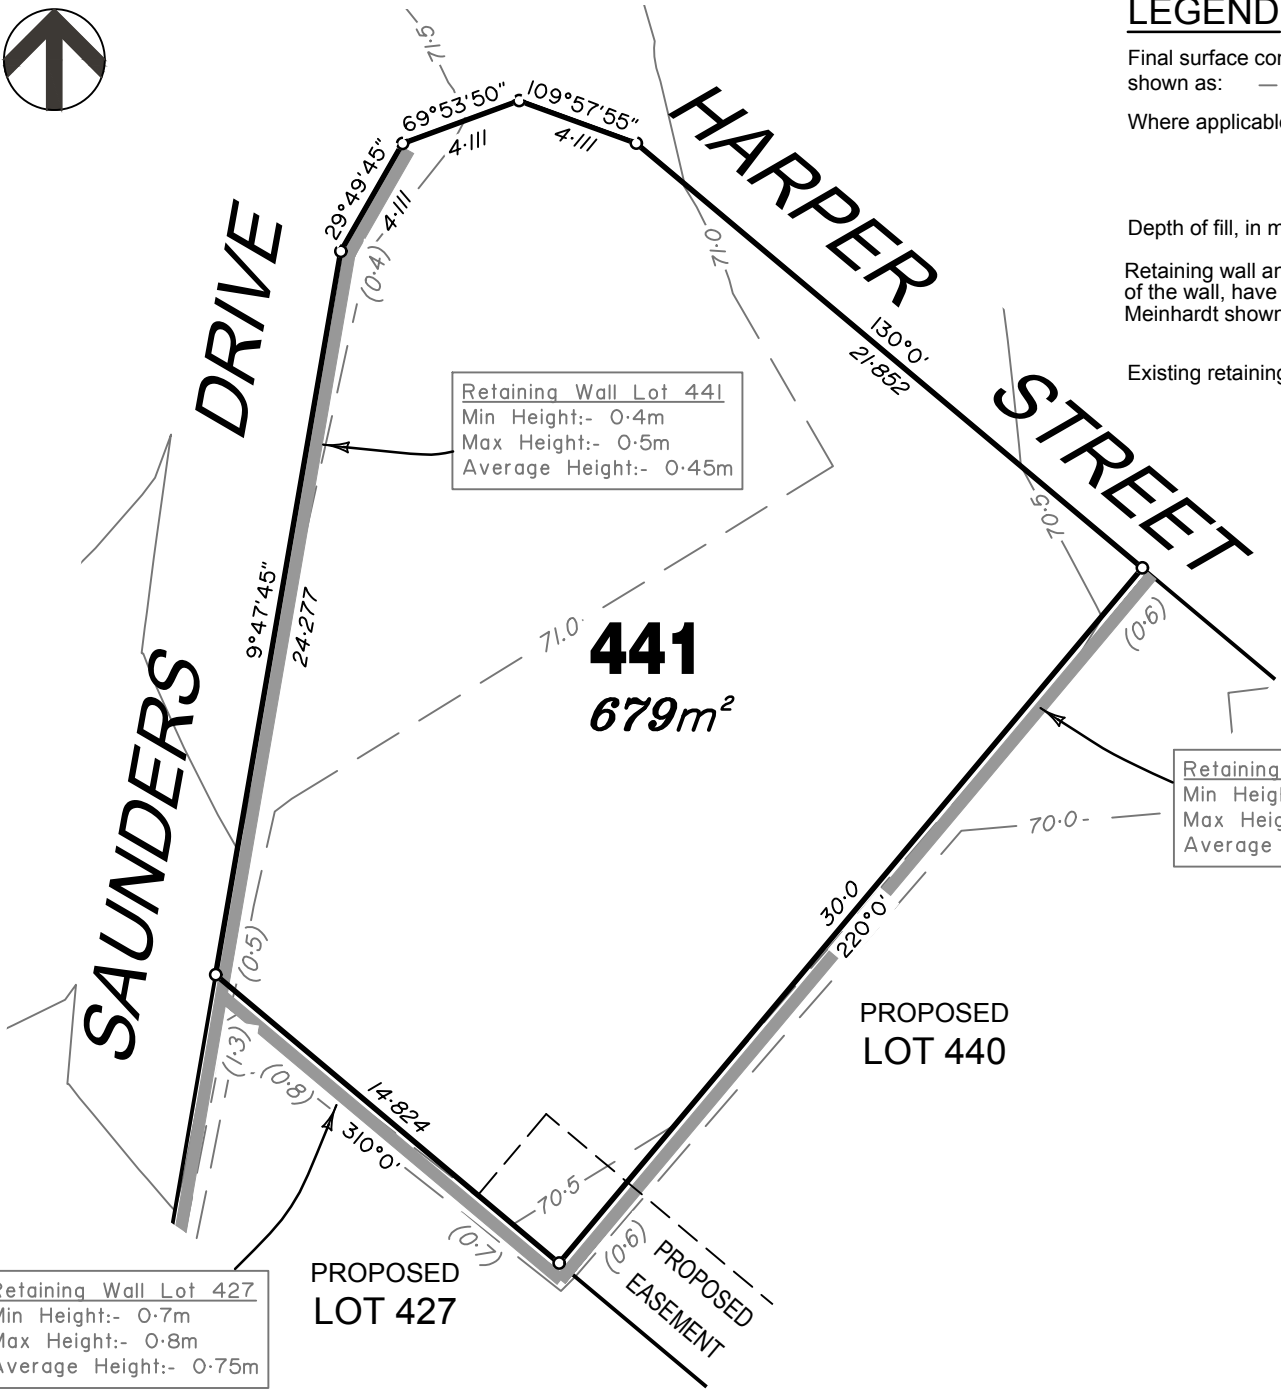 LEGEND
Final surface con
shown as: —
Where applicable
Depth of fill, in m
Retaining wall an
of the wall, have
Meinhardt shown
Existing retaining
71·5
69°53'50"
4·111
109°57'55"
4·111
29°49'45"
4·111
(0·4)
HARPER
STREET
71·0
130°0'
21·852
70·5
SAUNDERS
DRIVE
Retaining Wall Lot 441
Min Height:- 0·4m
Max Height:- 0·5m
Average Height:- 0·45m
9°47'45"
24·277
71.0
441
679m²
(0·6)
Retaining
Min Heig
Max Heig
Average
70·0
30·0
220°0'
(0·5)
(1·3)
(0·8)
14·824
310°0'
PROPOSED
LOT 440
70·5
(0·7)
(0·6)
PROPOSED
EASEMENT
PROPOSED
LOT 427
Retaining Wall Lot 427
Min Height:- 0·7m
Max Height:- 0·8m
Average Height:- 0·75m